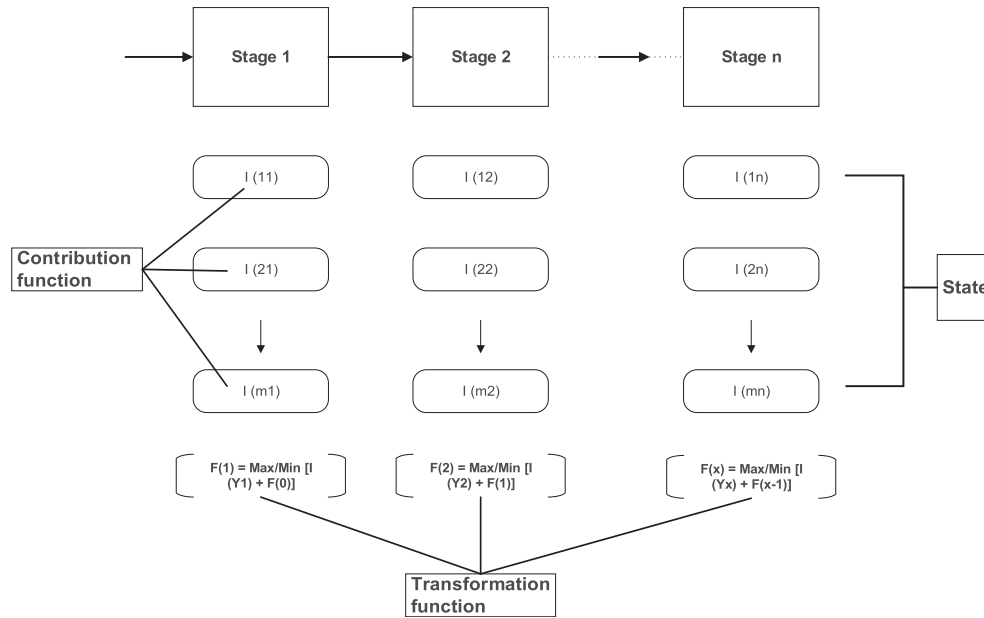 Stage 1
Stage 2
Stage n
I (11)
I (12)
I (1n)
Contribution
function
I (21)
I (22)
I (2n)
State
I (m1)
I (m2)
I (mn)
F(1) = Max/Min [I
(Y1) + F(0)]
F(2) = Max/Min [I
(Y2) + F(1)]
F(x) = Max/Min [I
(Yx) + F(x-1)]
Transformation
function